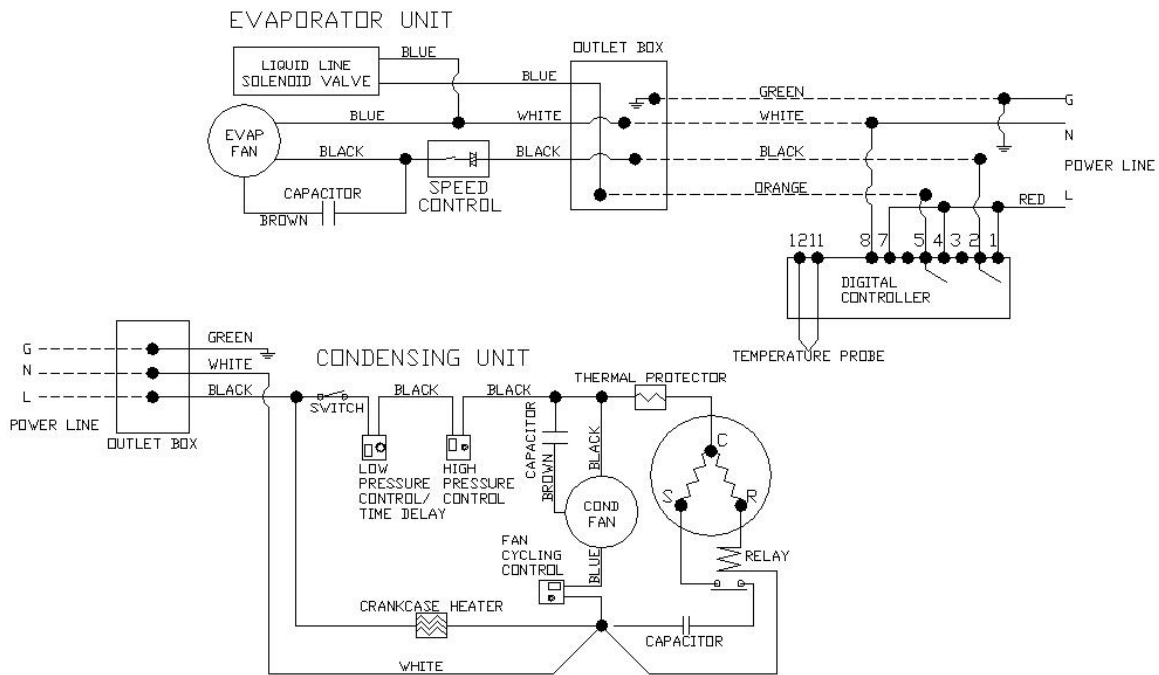 EVAPORATOR UNIT
LIQUID LINE
SOLENOID VALVE
BLUE
BLUE
OUTLET BOX
EVAP
FAN
BLUE
WHITE
BLACK
BLACK
SPEED
CONTROL
CAPACITOR
BROWN
GREEN
WHITE
BLACK
ORANGE
G
N
POWER LINE
L
RED
12 11 8 7 5 4 3 2 1
DIGITAL
CONTROLLER
TEMPERATURE PROBE
CONDENSING UNIT
G
N
L
POWER LINE
OUTLET BOX
GREEN
WHITE
BLACK
SWITCH
BLACK
BLACK
LOW
PRESSURE
CONTROL/
TIME DELAY
HIGH
PRESSURE
CONTROL
CAPACITOR
BROWN
BLACK
COND
FAN
BLUE
FAN
CYCLING
CONTROL
THERMAL PROTECTOR
C
S
R
RELAY
CAPACITOR
CRANKCASE HEATER
WHITE